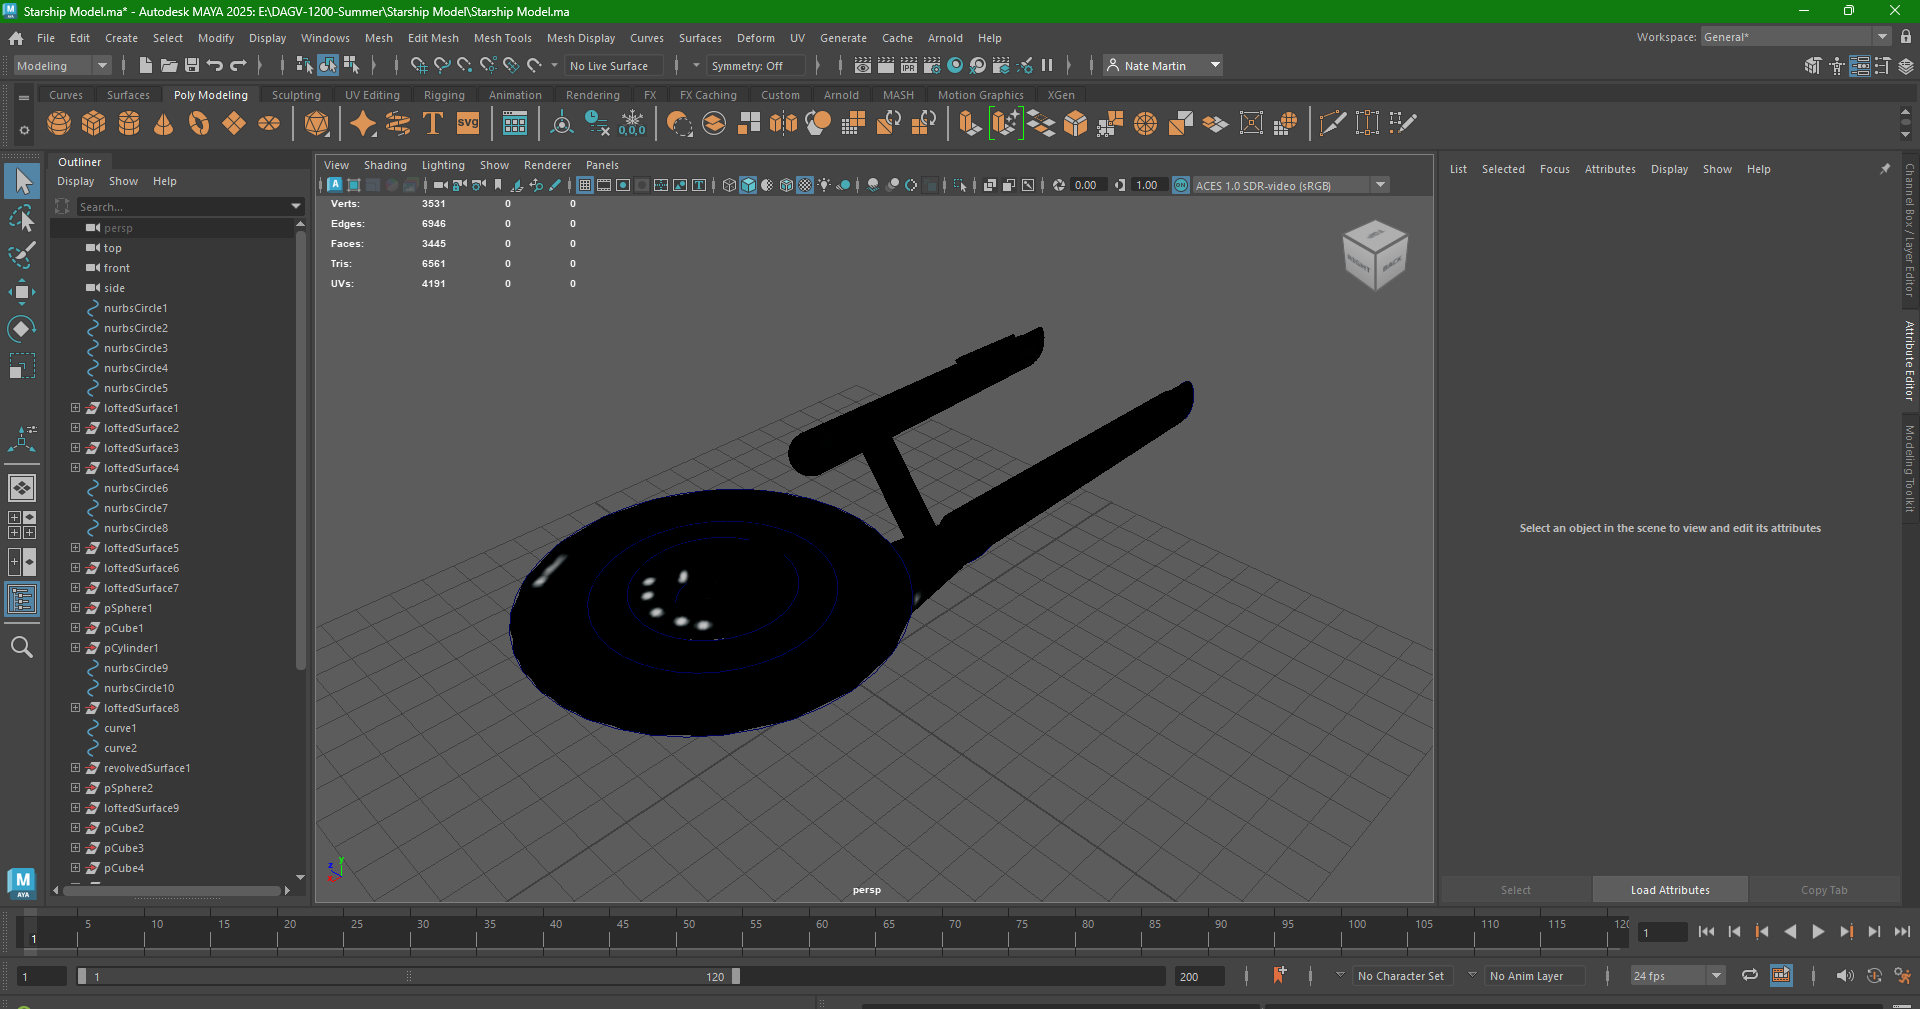 Starship Model.ma* - Autodesk MAYA 2025: E:\DAGV-1200-Summer\Starship Model\Starship Model.ma
File Edit Create Select Modify Display Windows Mesh Edit Mesh Mesh Tools Mesh Display Curves Surfaces Deform UV Generate Cache Arnold Help
Workspace: General*
Modeling
No Live Surface
Symmetry: Off
IPR
Nate Martin
Curves Surfaces Poly Modeling Sculpting UV Editing Rigging Animation Rendering FX FX Caching Custom Arnold MASH Motion Graphics XGen
T
SVG
0,0,0
Outliner
Display Show Help
Search...
persp
top
front
side
nurbsCircle1
nurbsCircle2
nurbsCircle3
nurbsCircle4
nurbsCircle5
loftedSurface1
loftedSurface2
loftedSurface3
loftedSurface4
nurbsCircle6
nurbsCircle7
nurbsCircle8
loftedSurface5
loftedSurface6
loftedSurface7
pSphere1
pCube1
pCylinder1
nurbsCircle9
nurbsCircle10
loftedSurface8
curve1
curve2
revolvedSurface1
pSphere2
loftedSurface9
pCube2
pCube3
pCube4
M
AYA
View Shading Lighting Show Renderer Panels
0.00
1.00
ACES 1.0 SDR-video (sRGB)
Verts: 3531 0 0
Edges: 6946 0 0
Faces: 3445 0 0
Tris: 6561 0 0
UVs: 4191 0 0
RIGHT
BACK
persp
List Selected Focus Attributes Display Show Help
Select an object in the scene to view and edit its attributes
Select
Load Attributes
Copy Tab
Channel Box / Layer Editor
Attribute Editor
Modeling Toolkit
5 10 15 20 25 30 35 40 45 50 55 60 65 70 75 80 85 90 95 100 105 110 115 120
1
1
1
1
120
200
No Character Set
No Anim Layer
24 fps